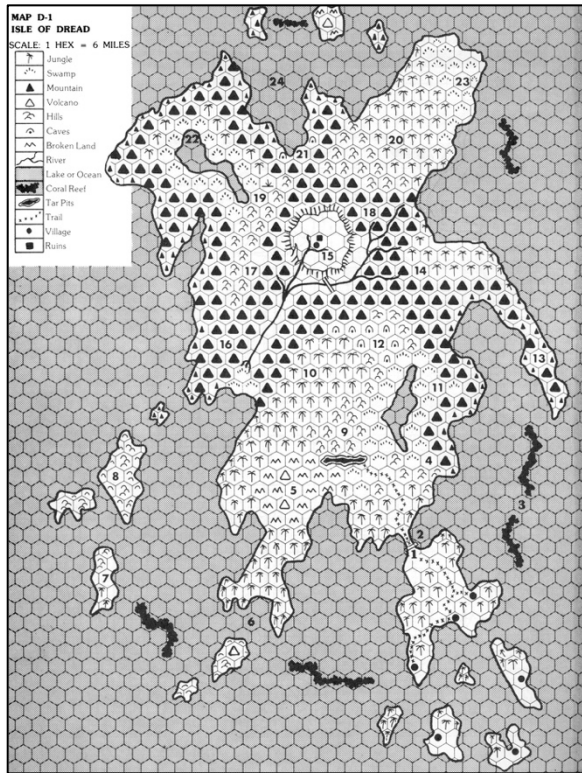 MAP D-1
ISLE OF DREAD
SCALE: 1 HEX = 6 MILES
Jungle
Swamp
Mountain
Volcano
Hills
Caves
Broken Land
River
Lake or Ocean
Coral Reef
Tar Pits
Trail
Village
Ruins
24
23
22
21
20
19
18
15
17
14
16
12
13
10
11
9
4
8
5
3
2
1
7
6